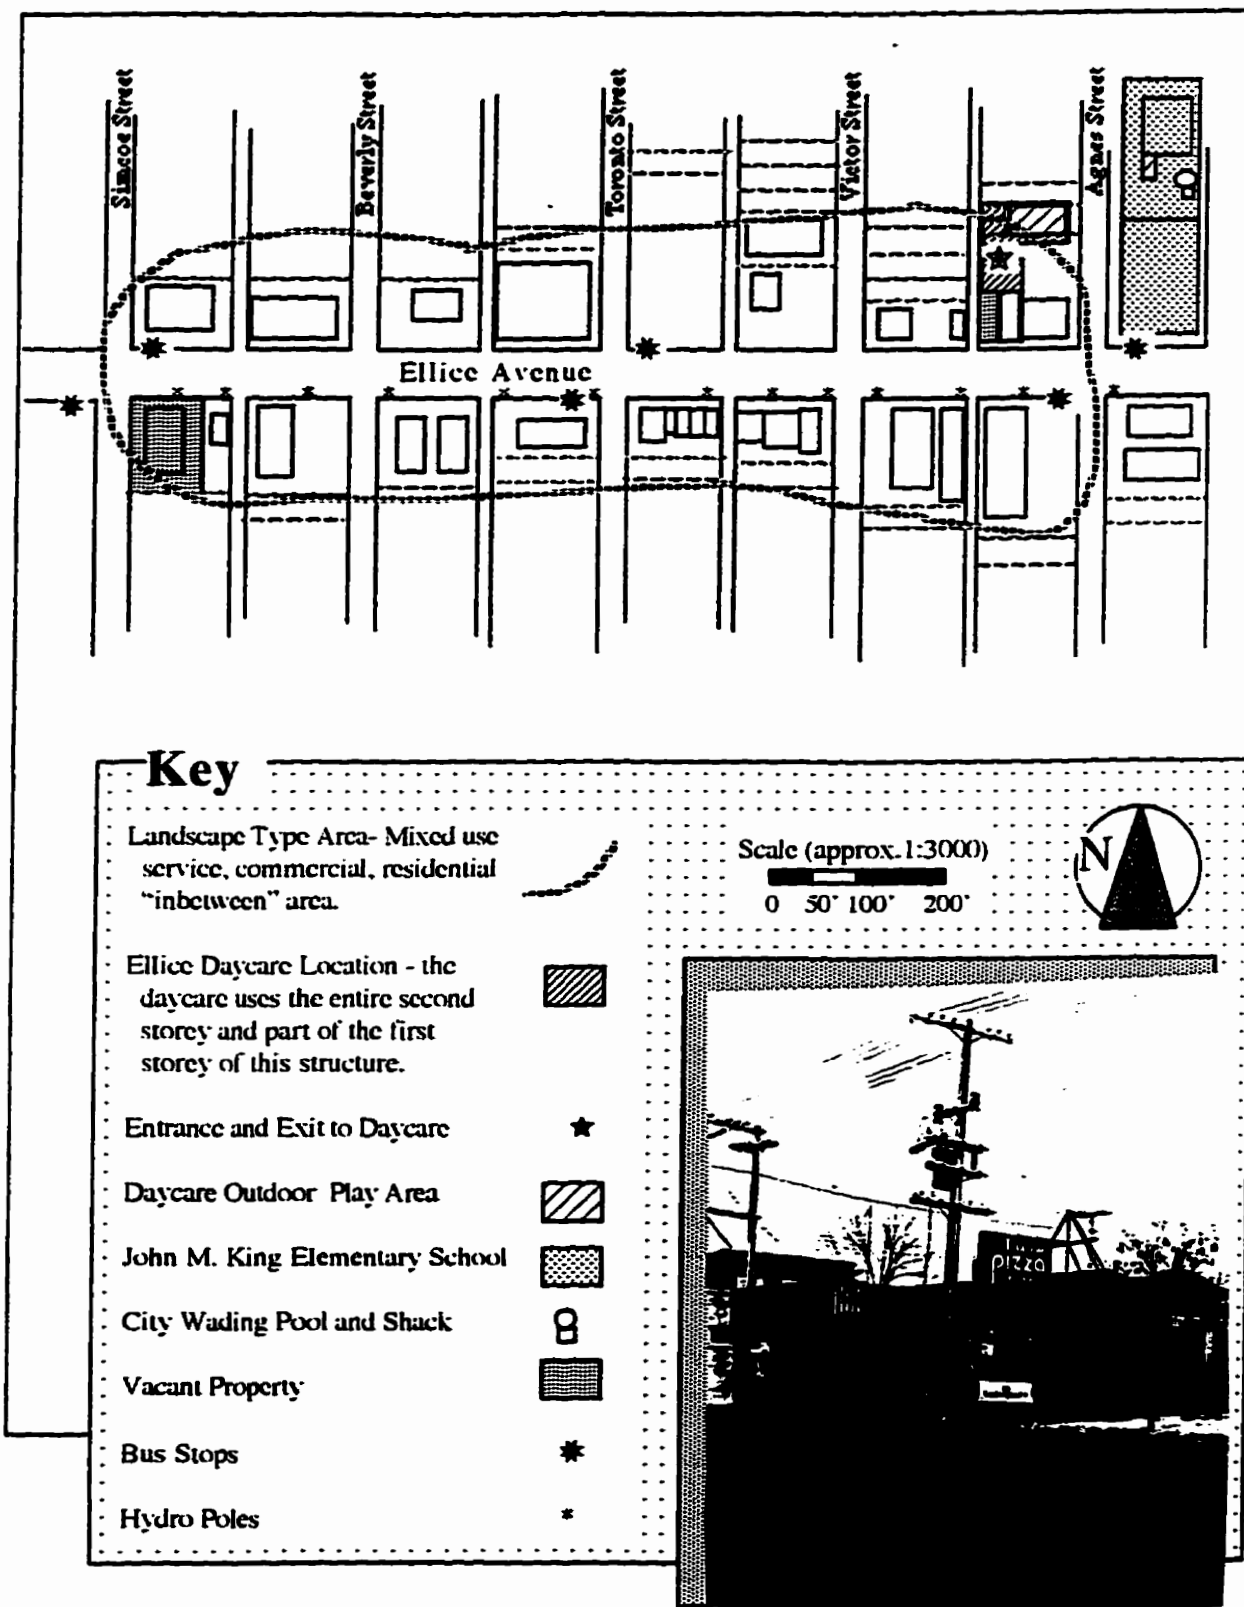 Simcoe Street
Beverly Street
Toronto Street
Victor Street
Agnes Street
Ellice Avenue
Key
Landscape Type Area- Mixed use
service, commercial, residential
"inbetween" area.
Ellice Daycare Location - the
daycare uses the entire second
storey and part of the first
storey of this structure.
Entrance and Exit to Daycare
Daycare Outdoor Play Area
John M. King Elementary School
City Wading Pool and Shack
Vacant Property
Bus Stops
Hydro Poles
Scale (approx. 1:3000)
0 50' 100' 200'
N
pizza